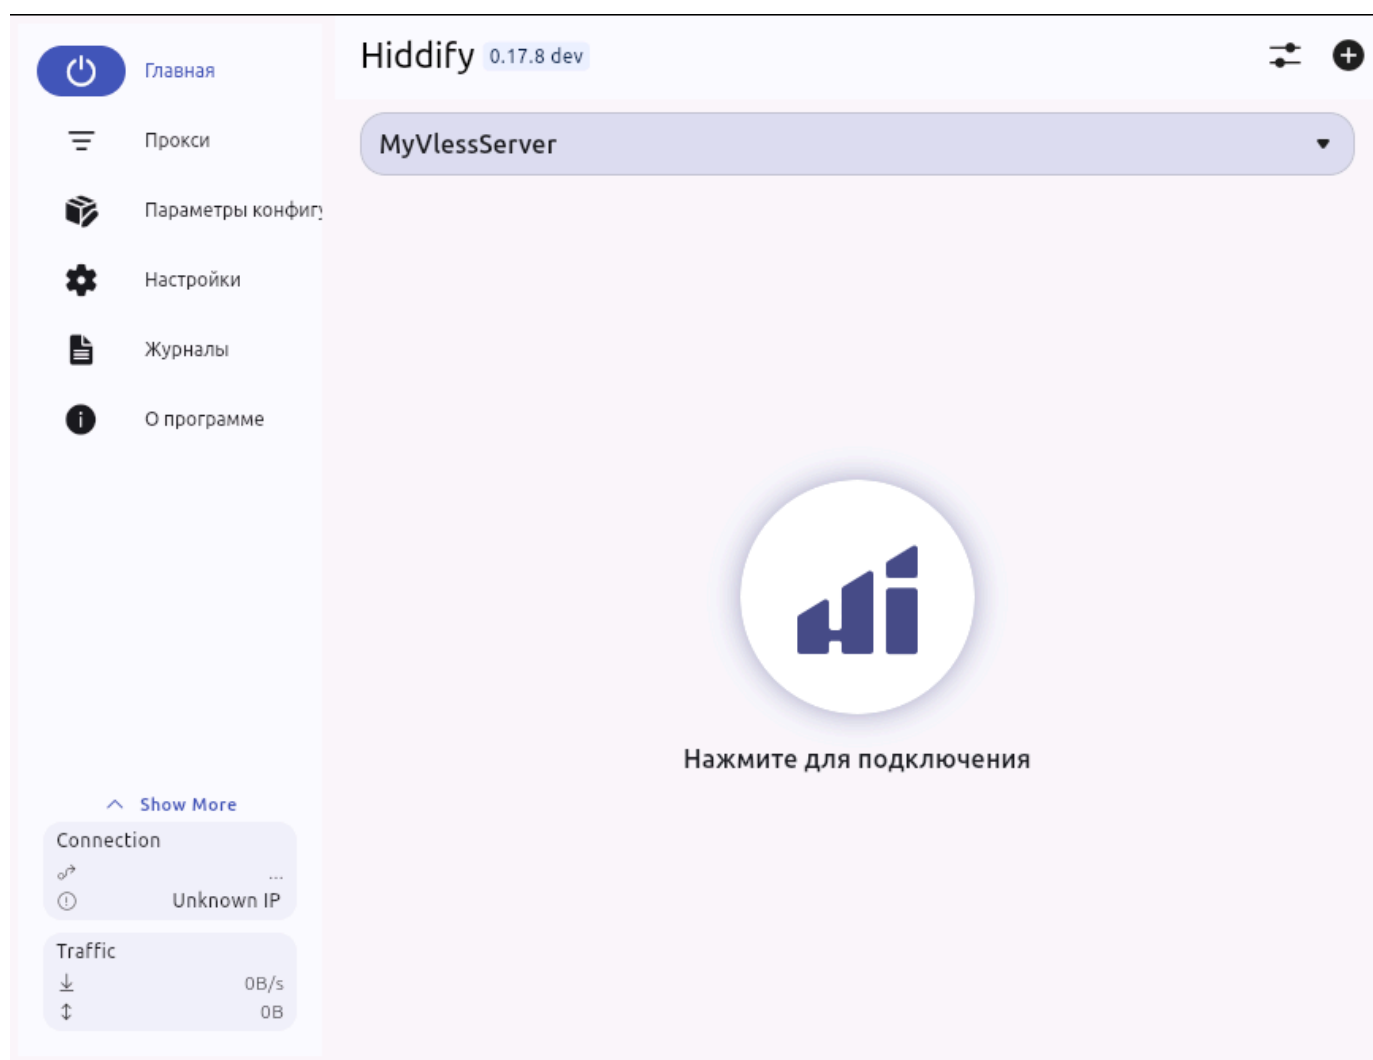 Главная
Прокси
Параметры конфигу
Настройки
Журналы
О программе
Show More
Connection
...
Unknown IP
Traffic
0B/s
0B
Hiddify 0.17.8 dev
MyVlessServer
Нажмите для подключения